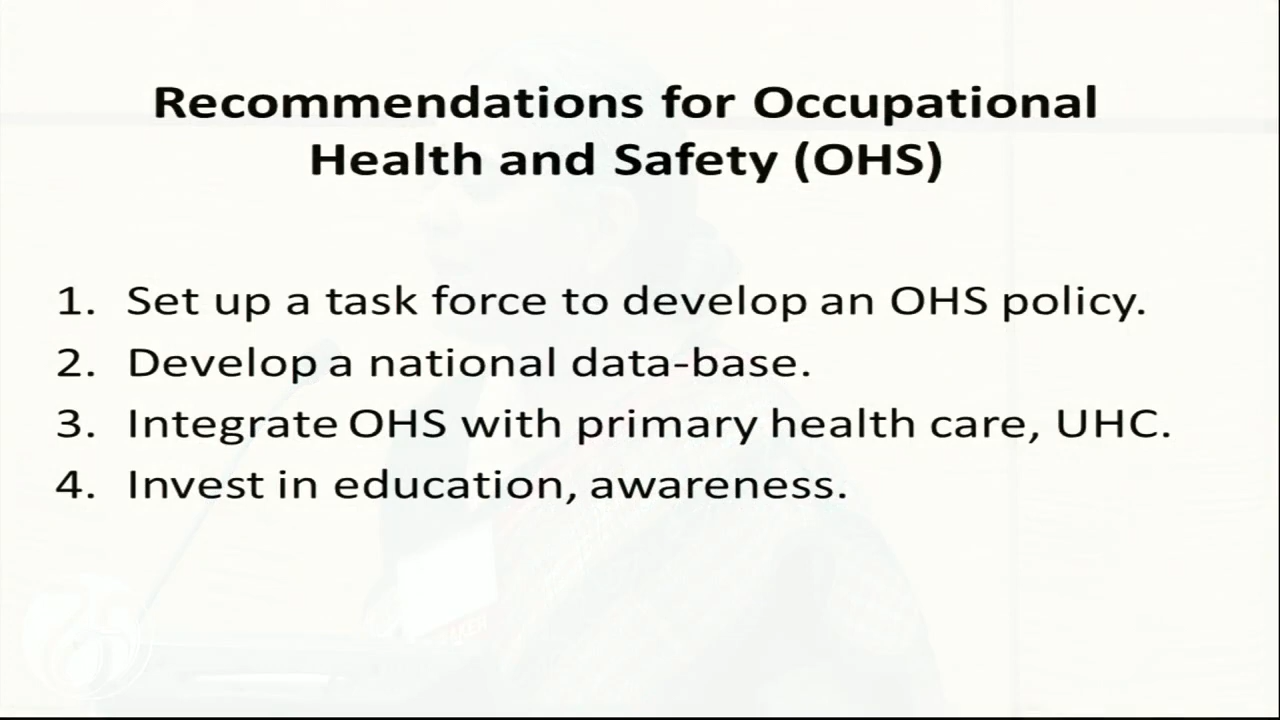 Recommendations for Occupational
Health and Safety (OHS)
1. Set up a task force to develop an OHS policy.
2. Develop a national data-base.
3. Integrate OHS with primary health care, UHC.
4. Invest in education, awareness.